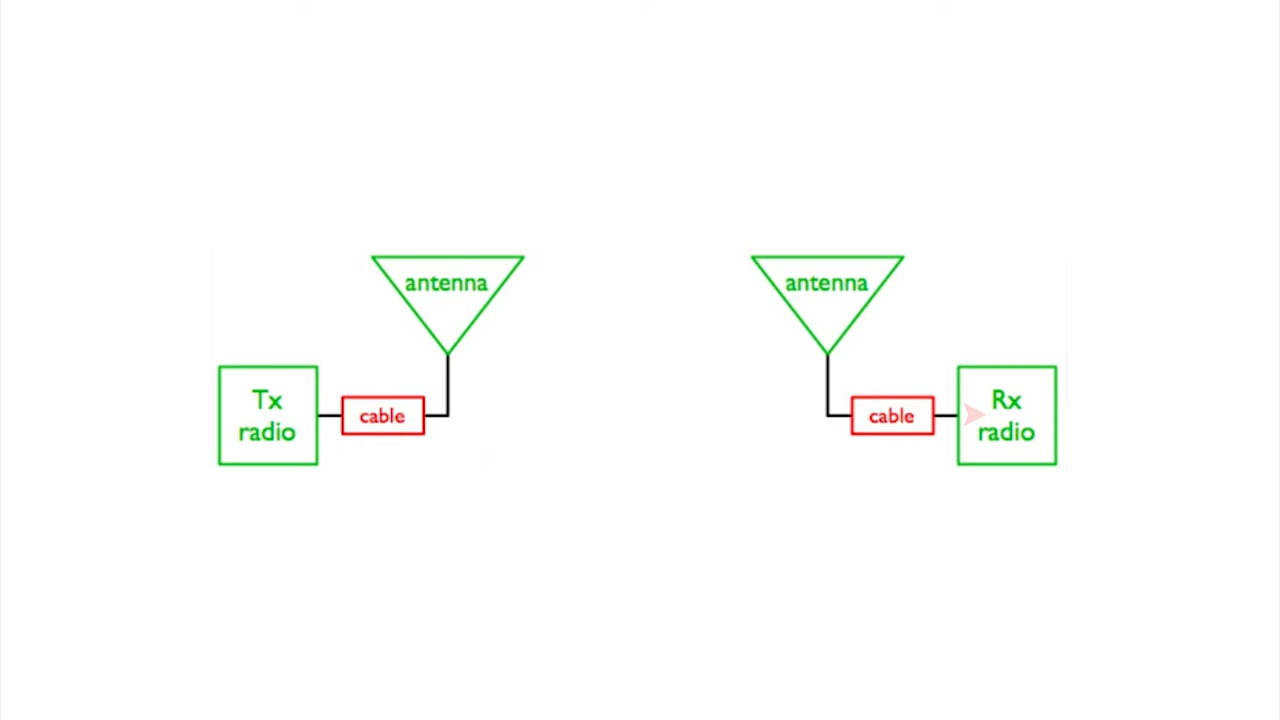 antenna
antenna
Tx
radio
cable
cable
Rx
radio